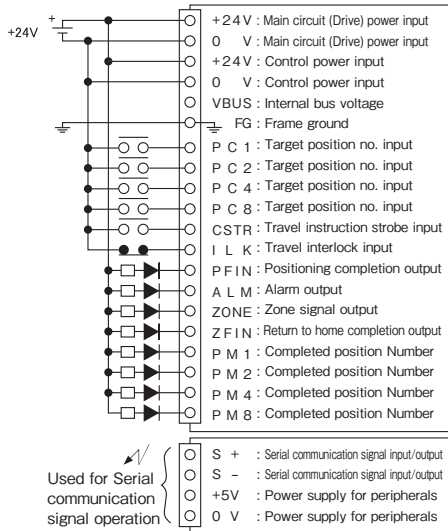 +24V
+
-
+24V : Main circuit (Drive) power input
0 V : Main circuit (Drive) power input
+24V : Control power input
0 V : Control power input
VBUS : Internal bus voltage
FG : Frame ground
P C 1 : Target position no. input
P C 2 : Target position no. input
P C 4 : Target position no. input
P C 8 : Target position no. input
CSTR : Travel instruction strobe input
I L K : Travel interlock input
PFIN : Positioning completion output
A L M : Alarm output
ZONE : Zone signal output
ZFIN : Return to home completion output
P M 1 : Completed position Number
P M 2 : Completed position Number
P M 4 : Completed position Number
P M 8 : Completed position Number
Used for Serial
communication
signal operation
S + : Serial communication signal input/output
S - : Serial communication signal input/output
+5V : Power supply for peripherals
0 V : Power supply for peripherals